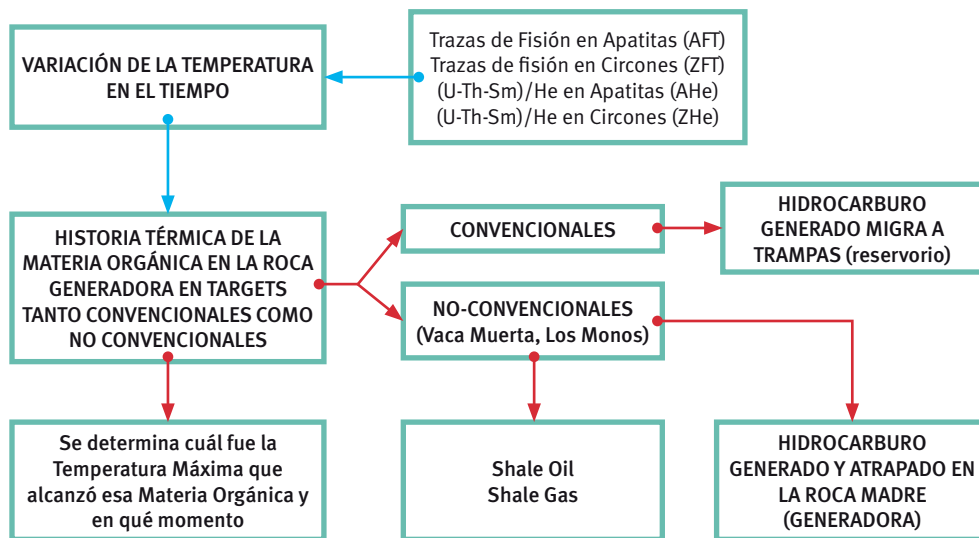 VARIACIÓN DE LA TEMPERATURA
EN EL TIEMPO
Trazas de Fisión en Apatitas (AFT)
Trazas de fisión en Circones (ZFT)
(U-Th-Sm)/He en Apatitas (AHe)
(U-Th-Sm)/He en Circones (ZHe)
HISTORIA TÉRMICA DE LA
MATERIA ORGÁNICA EN LA ROCA
GENERADORA EN TARGETS
TANTO CONVENCIONALES COMO
NO CONVENCIONALES
CONVENCIONALES
HIDROCARBURO
GENERADO MIGRA A
TRAMPAS (reservorio)
NO-CONVENCIONALES
(Vaca Muerta, Los Monos)
Se determina cuál fue la
Temperatura Máxima que
alcanzó esa Materia Orgánica y
en qué momento
Shale Oil
Shale Gas
HIDROCARBURO
GENERADO Y ATRAPADO EN
LA ROCA MADRE
(GENERADORA)